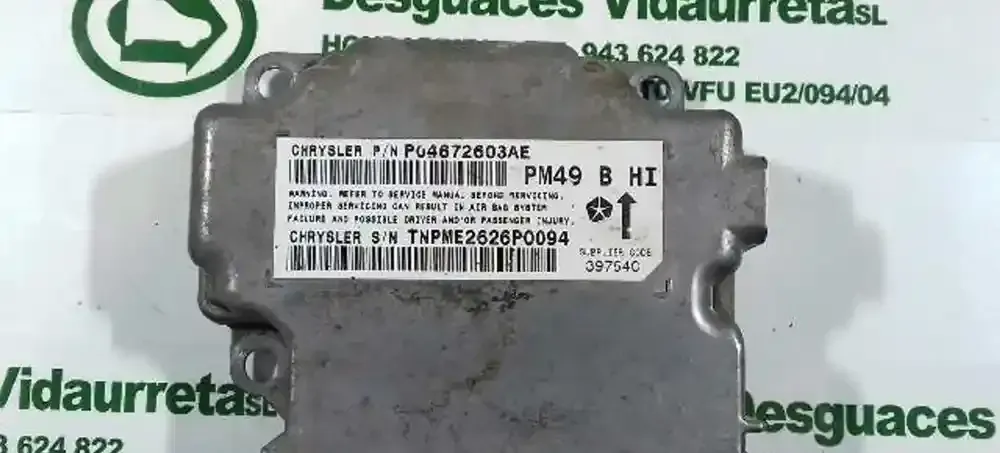 Desguaces VidaurretaSL
943 624 822
VFU EU2/094/04
CHRYSLER P/N P04672603AE
PM49 B HI
WARNING. REFER TO SERVICE MANUAL BEFORE SERVICING.
IMPROPER SERVICING CAN RESULT IN AIR BAG SYSTEM
FAILURE AND POSSIBLE DRIVER AND/OR PASSENGER INJURY.
CHRYSLER S/N TNPME2626P0094
SUPPLIER CODE
39754C
VidaurretaSL
Desguaces
3 624 822